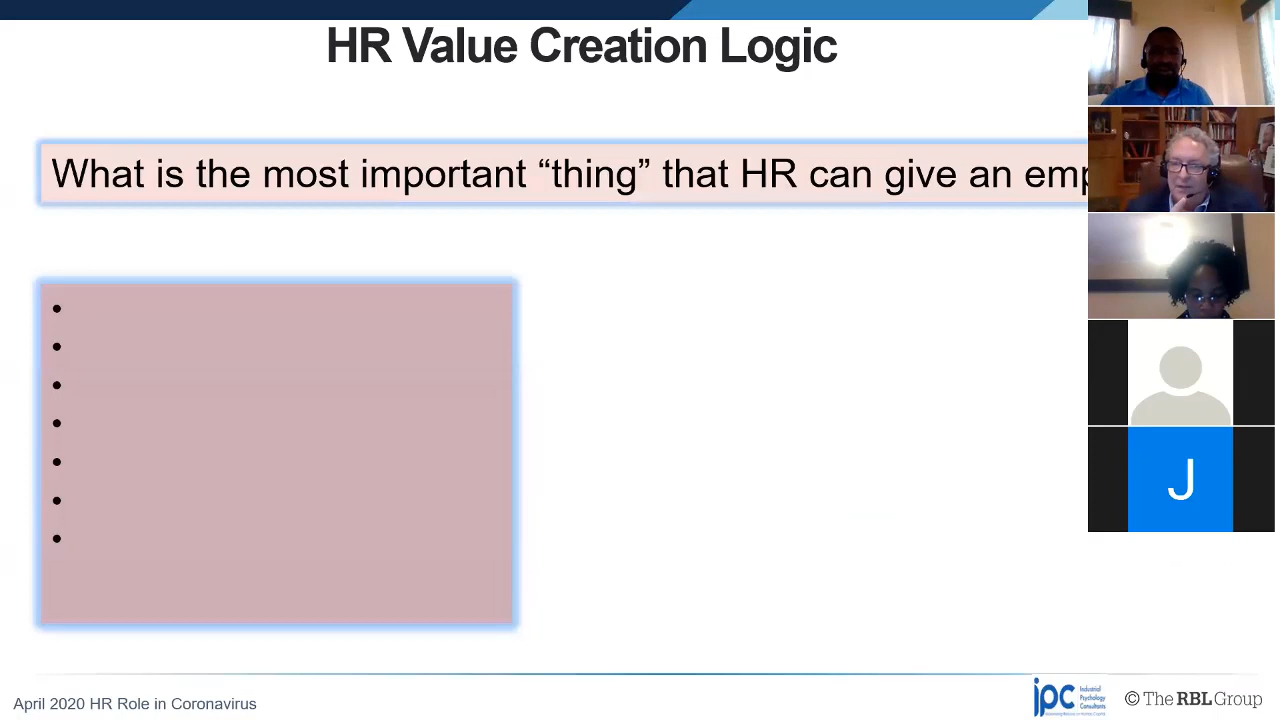 HR Value Creation Logic
What is the most important “thing” that HR can give an emp
•
•
•
•
•
•
•
J
April 2020 HR Role in Coronavirus
ipc Industrial Psychology Consultants
© The RBL Group